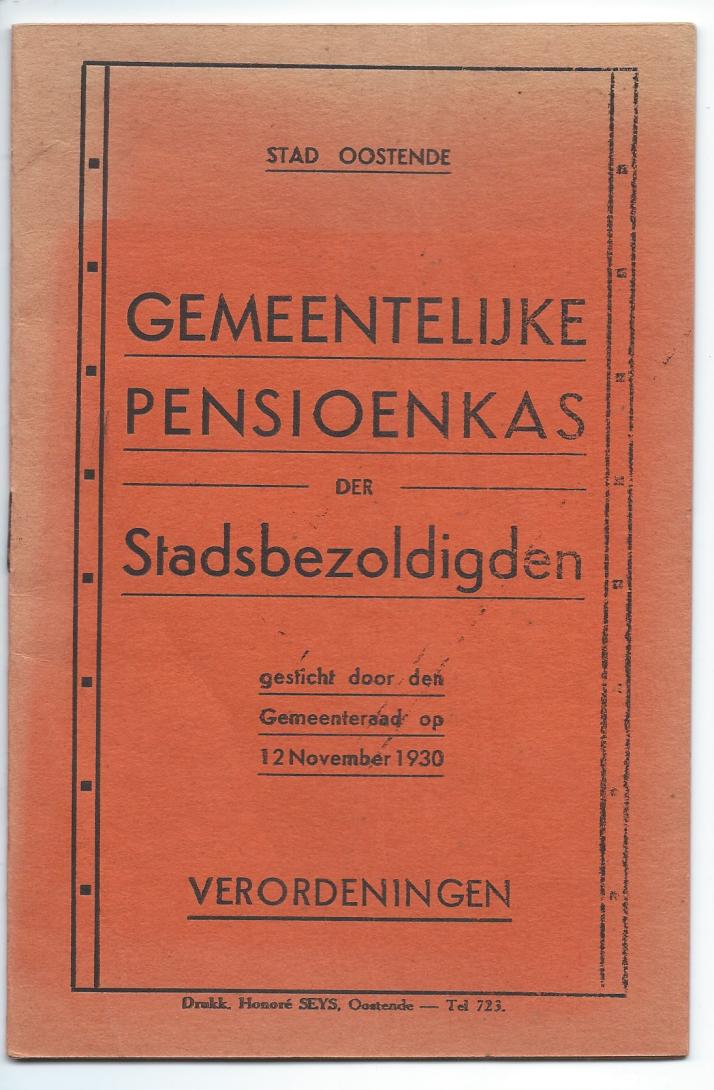 STAD OOSTENDE
GEMEENTELIJKE
PENSIOENKAS
DER
Stadsbezoldigden
gesticht door den
Gemeenteraad op
12 November 1930
VERORDENINGEN
Drukk. Honoré SEYS, Oostende — Tel 723.